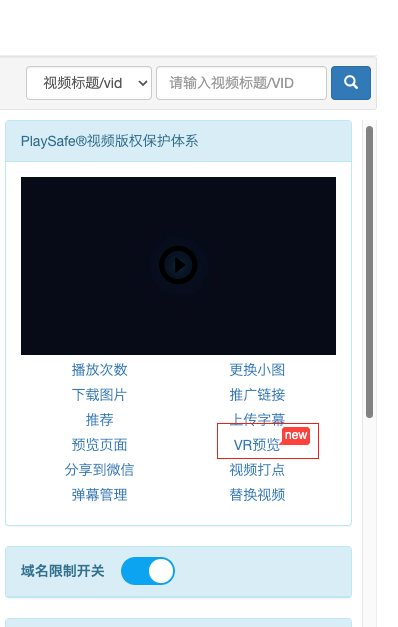 视频标题/vid 请输入视频标题/VID
PlaySafe®视频版权保护体系
播放次数 更换小图
下载图片 推广链接
推荐 上传字幕
预览页面 VR预览 new
分享到微信 视频打点
弹幕管理 替换视频
域名限制开关